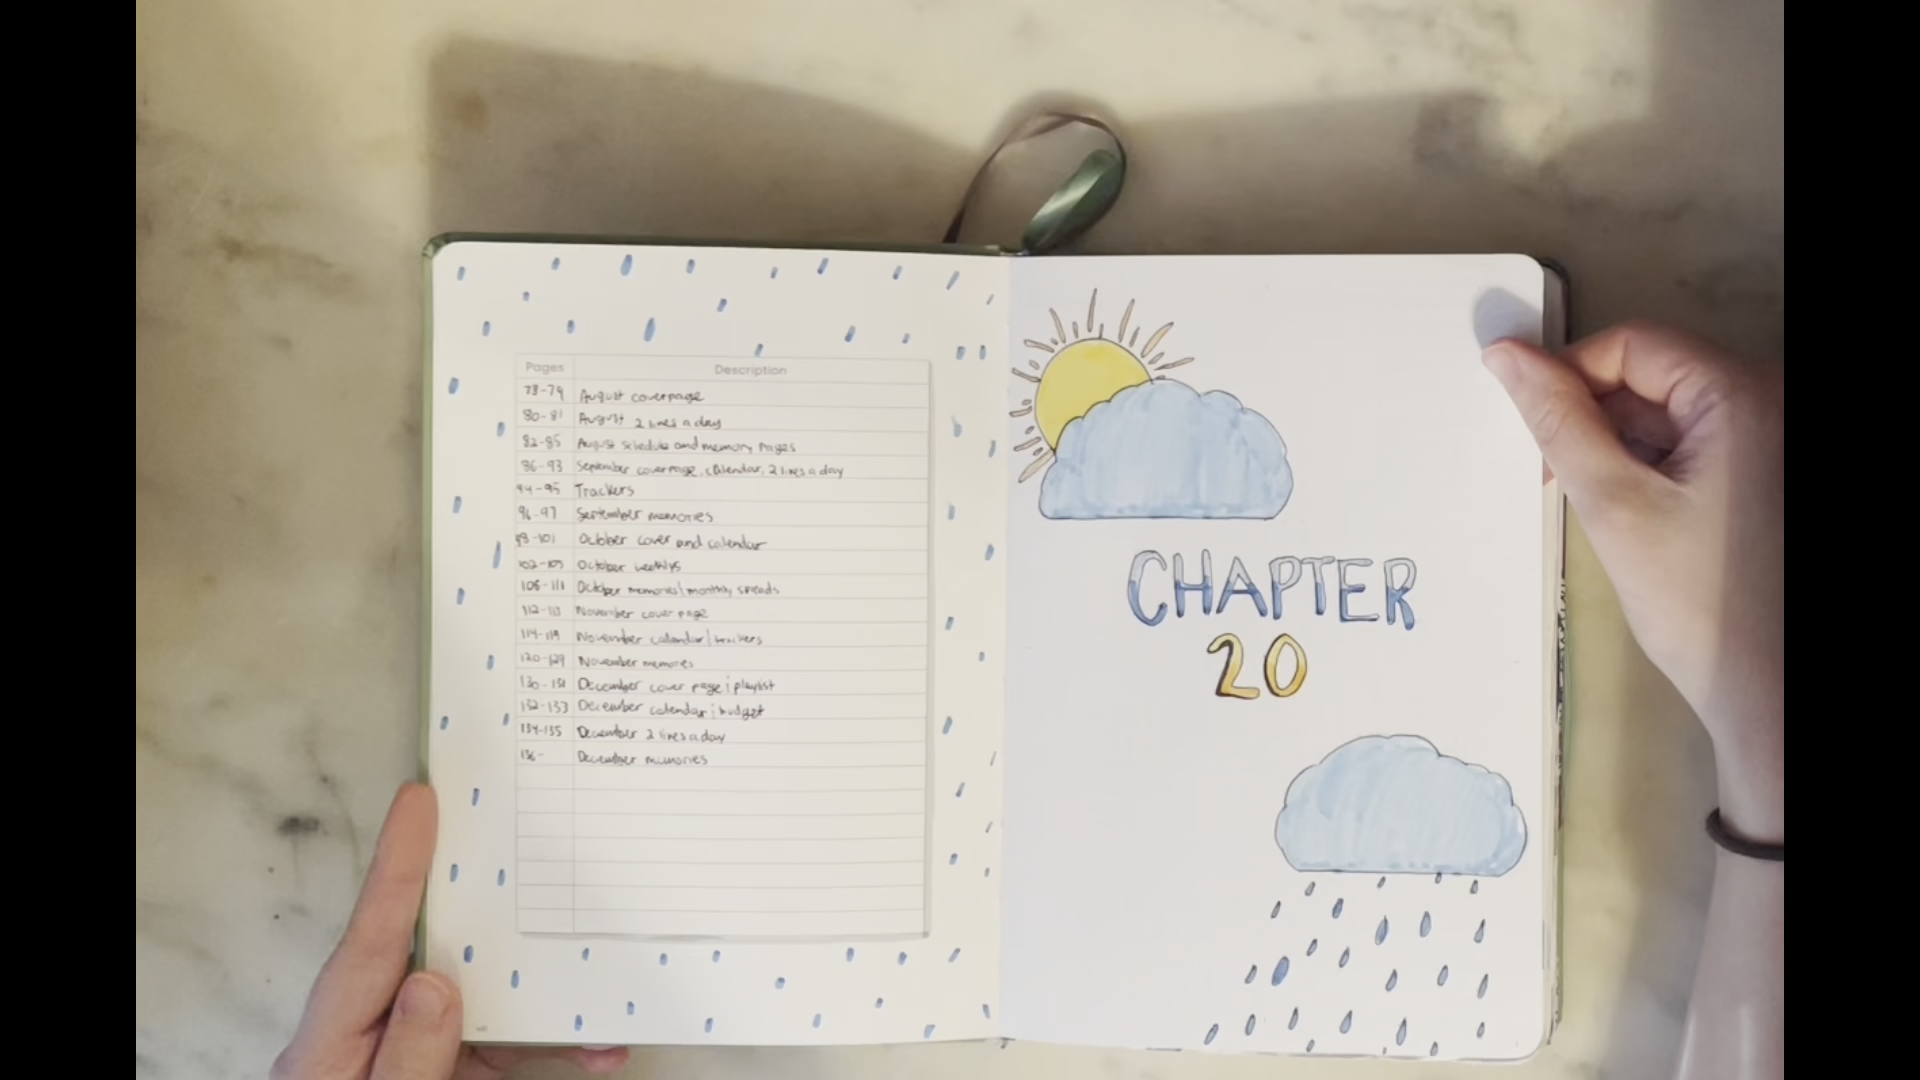 Pages Description
78-79 August coverpage
80-81 August 2 lines a day
82-85 August schedule and memory pages
86-93 September coverpage, calendar, 2 lines a day
94-95 Trackers
96-97 September memories
98-101 October cover and calendar
October weeklys
October memories/monthly spreads
112-113 November cover page
114-119 November calendar/trackers
120-129 November memories
130-131 December cover page | playlist
132-133 December calendar | budget
134-135 December 2 lines a day
136- December memories
CHAPTER
20